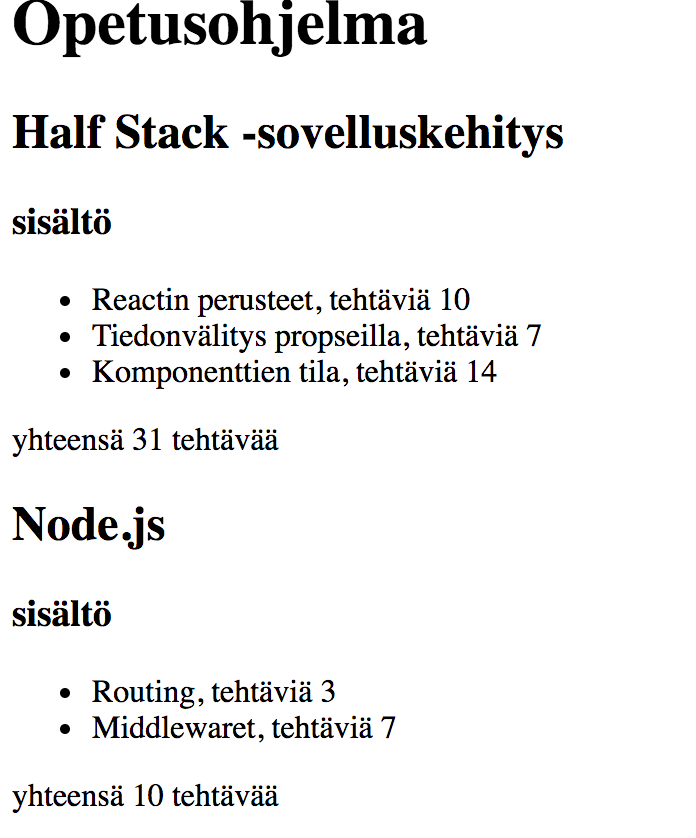 Opetusohjelma
Half Stack -sovelluskehitys
sisältö
Reactin perusteet, tehtäviä 10
Tiedonvälitys propseilla, tehtäviä 7
Komponenttien tila, tehtäviä 14
yhteensä 31 tehtävää
Node.js
sisältö
Routing, tehtäviä 3
Middlewaret, tehtäviä 7
yhteensä 10 tehtävää